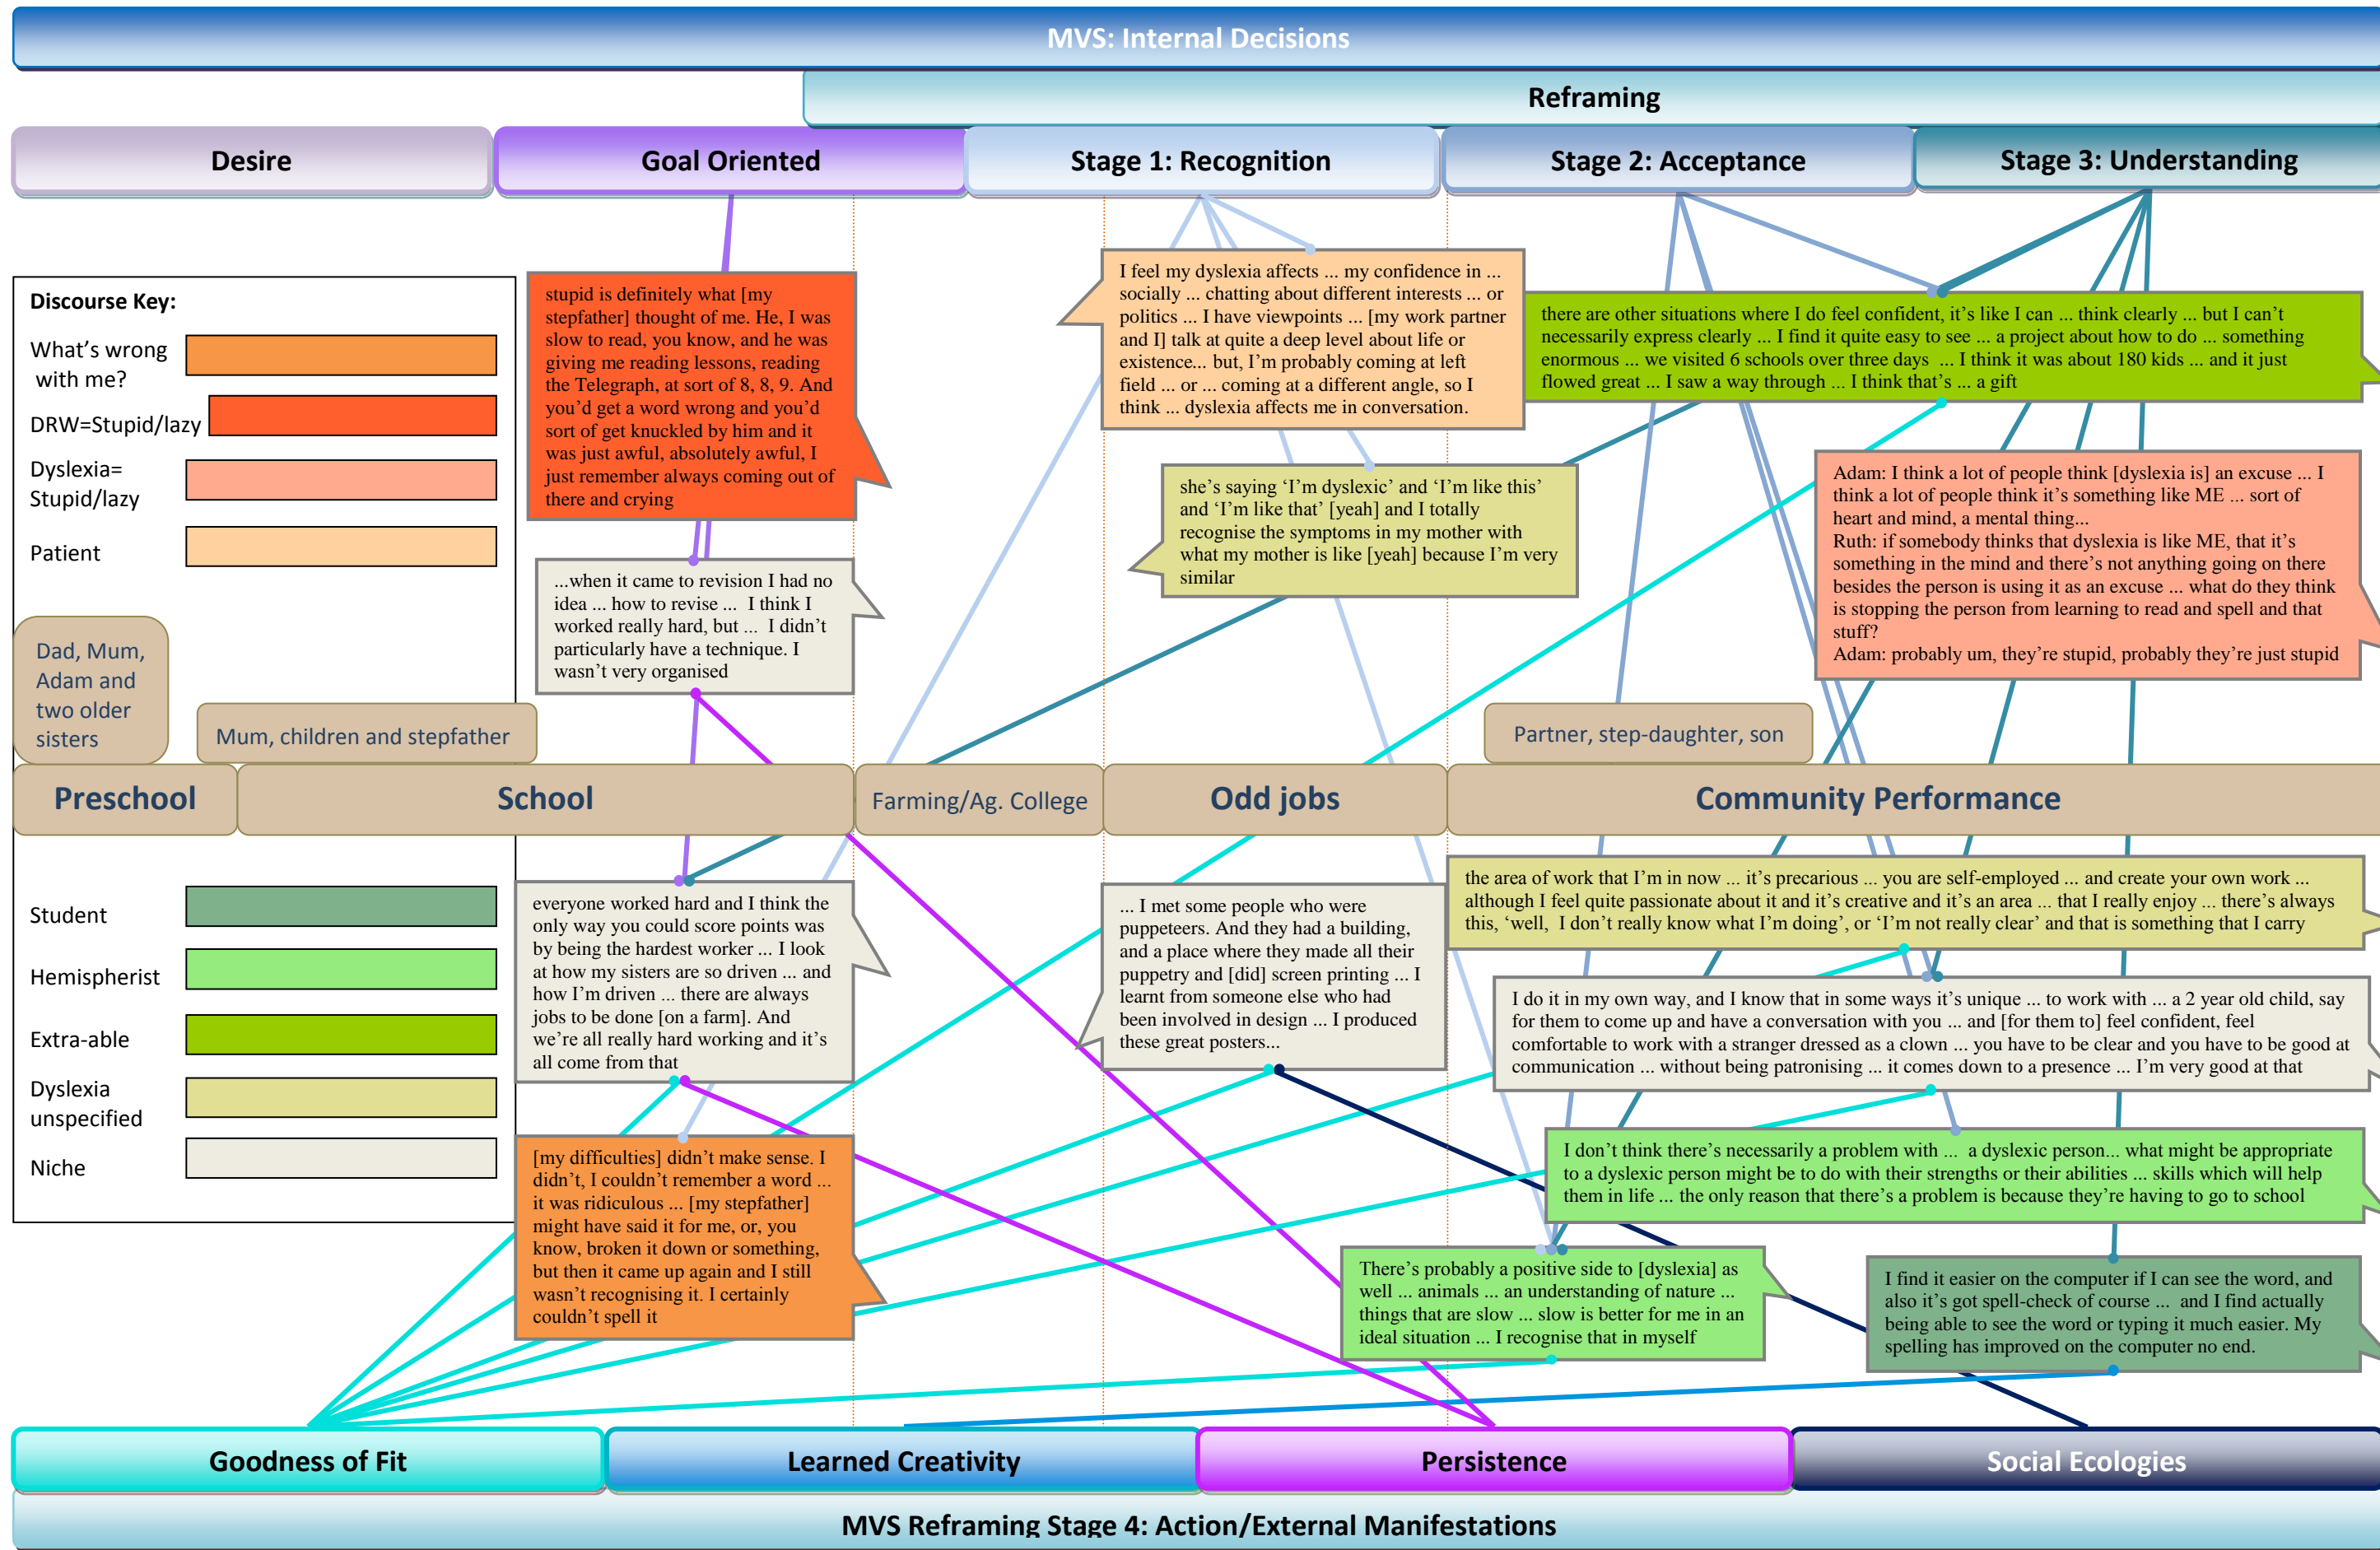 MVS: Internal Decisions
Reframing
Desire
Goal Oriented
Stage 1: Recognition
Stage 2: Acceptance
Stage 3: Understanding
Discourse Key:
What's wrong
with me?
DRW=Stupid/lazy
Dyslexia=
Stupid/lazy
Patient
stupid is definitely what [my
stepfather] thought of me. He, I was
slow to read, you know, and he was
giving me reading lessons, reading
the Telegraph, at sort of 8, 8, 9. And
you'd get a word wrong and you'd
sort of get knuckled by him and it
was just awful, absolutely awful, I
just remember always coming out of
there and crying
...when it came to revision I had no
idea ... how to revise ... I think I
worked really hard, but ... I didn't
particularly have a technique. I
wasn't very organised
I feel my dyslexia affects ... my confidence in ...
socially ... chatting about different interests ... or
politics ... I have viewpoints ... [my work partner
and I] talk at quite a deep level about life or
existence... but, I'm probably coming at left
field ... or ... coming at a different angle, so I
think ... dyslexia affects me in conversation.
she's saying 'I'm dyslexic' and 'I'm like this'
and 'I'm like that' [yeah] and I totally
recognise the symptoms in my mother with
what my mother is like [yeah] because I'm very
similar
there are other situations where I do feel confident, it's like I can ... think clearly ... but I can't
necessarily express clearly ... I find it quite easy to see ... a project about how to do ... something
enormous ... we visited 6 schools over three days ... I think it was about 180 kids ... and it just
flowed great ... I saw a way through ... I think that's ... a gift
Adam: I think a lot of people think [dyslexia is] an excuse ... I
think a lot of people think it's something like ME ... sort of
heart and mind, a mental thing...
Ruth: if somebody thinks that dyslexia is like ME, that it's
something in the mind and there's not anything going on there
besides the person is using it as an excuse ... what do they think
is stopping the person from learning to read and spell and that
stuff?
Adam: probably um, they're stupid, probably they're just stupid
Dad, Mum,
Adam and
two older
sisters
Mum, children and stepfather
Partner, step-daughter, son
Preschool
School
Farming/Ag. College
Odd jobs
Community Performance
Student
Hemispherist
Extra-able
Dyslexia
unspecified
Niche
everyone worked hard and I think the
only way you could score points was
by being the hardest worker ... I look
at how my sisters are so driven ... and
how I'm driven ... there are always
jobs to be done [on a farm]. And
we're all really hard working and it's
all come from that
[my difficulties] didn't make sense. I
didn't, I couldn't remember a word ...
it was ridiculous ... [my stepfather]
might have said it for me, or, you
know, broken it down or something,
but then it came up again and I still
wasn't recognising it. I certainly
couldn't spell it
... I met some people who were
puppeteers. And they had a building,
and a place where they made all their
puppetry and [did] screen printing ... I
learnt from someone else who had
been involved in design ... I produced
these great posters...
the area of work that I'm in now ... it's precarious ... you are self-employed ... and create your own work ...
although I feel quite passionate about it and it's creative and it's an area ... that I really enjoy ... there's always
this, 'well, I don't really know what I'm doing', or 'I'm not really clear' and that is something that I carry
I do it in my own way, and I know that in some ways it's unique ... to work with ... a 2 year old child, say
for them to come up and have a conversation with you ... and [for them to] feel confident, feel
comfortable to work with a stranger dressed as a clown ... you have to be clear and you have to be good at
communication ... without being patronising ... it comes down to a presence ... I'm very good at that
I don't think there's necessarily a problem with ... a dyslexic person... what might be appropriate
to a dyslexic person might be to do with their strengths or their abilities ... skills which will help
them in life ... the only reason that there's a problem is because they're having to go to school
There's probably a positive side to [dyslexia] as
well ... animals ... an understanding of nature ...
things that are slow ... slow is better for me in an
ideal situation ... I recognise that in myself
I find it easier on the computer if I can see the word, and
also it's got spell-check of course ... and I find actually
being able to see the word or typing it much easier. My
spelling has improved on the computer no end.
Goodness of Fit
Learned Creativity
Persistence
Social Ecologies
MVS Reframing Stage 4: Action/External Manifestations